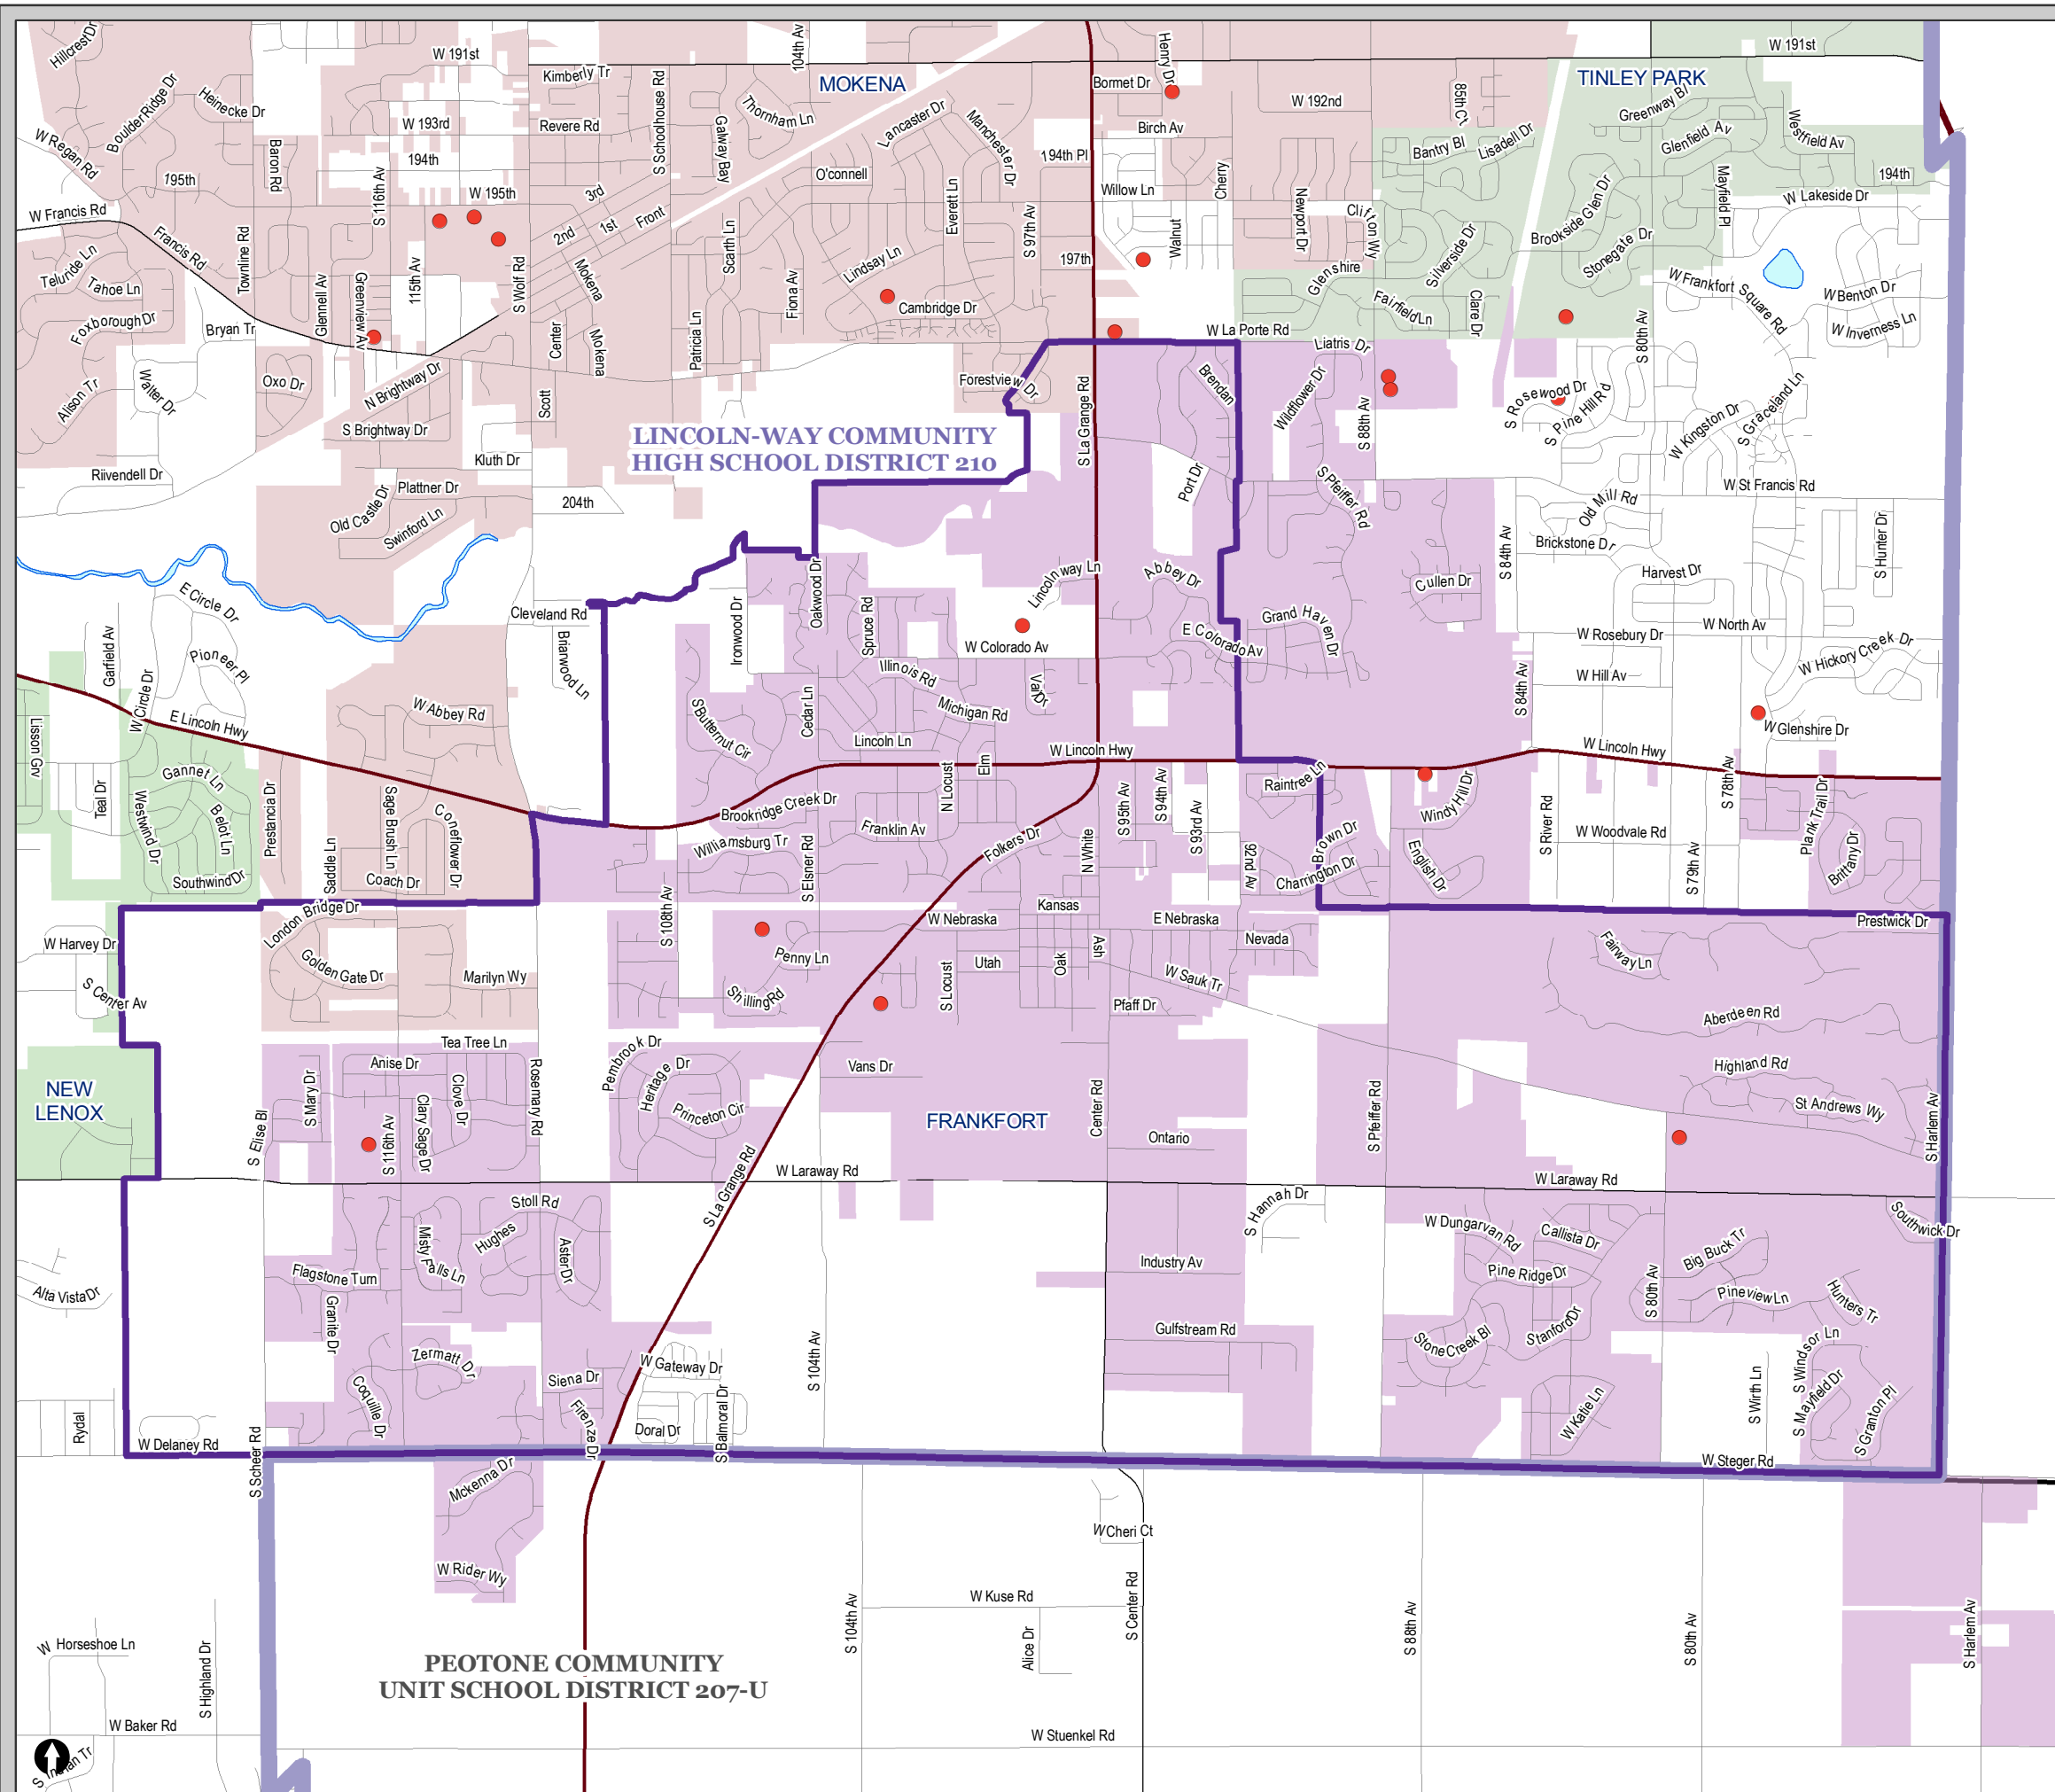 Hillcrest Dr
W 191st
104th Av
Henry Dr
W 191st
Kimberly Tr
S Schoolhouse Rd
MOKENA
Bormet Dr
TINLEY PARK
Boulder Ridge Dr
Heinecke Dr
Thornham Ln
Lancaster Dr
Manchester Dr
W 192nd
85th Ct
Greenway Bl
W 193rd
Revere Rd
Galway Bay
Birch Av
Glenfield Av
Westfield Av
W Regan Rd
Baron Rd
194th
194th Pl
Bantry Bl
Lisadell Dr
195th
S 116th Av
W 195th
3rd
O'connell
Everett Ln
Willow Ln
Cherry
Newport Dr
Mayfield Pl
194th
W Francis Rd
2nd
1st
Front
S 97th Av
Walnut
Clifton Wy
Brookside Glen Dr
W Lakeside Dr
Francis Rd
Townline Rd
Scarth Ln
Silverside Dr
Stonegate Dr
Teluride Ln
Tahoe Ln
Glennell Av
Greenview Av
115th Av
S Wolf Rd
Mokena
Fiona Av
Lindsay Ln
197th
Glenshire
W Frankfort Square Rd
W Benton Dr
Foxborough Dr
Bryan Tr
Center
Mokena
Patricia Ln
Cambridge Dr
W La Porte Rd
Fairfield Ln
Clare Dr
S 80th Av
W Inverness Ln
Alison Tr
Walter Dr
Oxo Dr
N Brightway Dr
Scott
Forestview Dr
S La Grange Rd
Brendan
Liatris Dr
Wildflower Dr
S 88th Av
S Rosewood Dr
S Pine Hill Rd
W Kingston Dr
S Graceland Ln
S Brightway Dr
LINCOLN-WAY COMMUNITY
HIGH SCHOOL DISTRICT 210
Riivendell Dr
Kluth Dr
Plattner Dr
Old Castle Dr
Swinford Ln
204th
Port Dr
S Pfeiffer Rd
W St Francis Rd
Old Mill Rd
Brickstone Dr
S 84th Av
S Hunter Dr
E Circle Dr
Cleveland Rd
Ironwood Dr
Oakwood Dr
Spruce Rd
Lincolnway Ln
Abbey Dr
Cullen Dr
Harvest Dr
Garfield Av
Pioneer Pl
Briarwood Ln
W Colorado Av
E Colorado Av
Grand Haven Dr
W Rosebury Dr
W North Av
W Hickory Creek Dr
W Circle Dr
Illinois Rd
Van Dr
S 84th Av
W Hill Av
Lisson Grv
E Lincoln Hwy
W Abbey Rd
S Butternut Cir
Cedar Ln
Michigan Rd
Lincoln Ln
W Lincoln Hwy
W Lincoln Hwy
W Glenshire Dr
Teal Dr
Gannet Ln
Westwind Dr
Belot Ln
Prestancia Dr
Sage Brush Ln
Coneflower Dr
Brookridge Creek Dr
N Locust
Elm
S 95th Av
S 94th Av
S 93rd Av
Raintree Ln
Windy Hill Dr
S 78th Av
Plank Trail Dr
Southwind Dr
Saddle Ln
Coach Dr
Williamsburg Tr
S Elsner Rd
Franklin Av
Folkers Dr
N White
92nd Av
Brown Dr
Charrington Dr
English Dr
S River Rd
W Woodvale Rd
S 79th Av
Brittany Dr
London Bridge Dr
S 108th Av
W Nebraska
Kansas
E Nebraska
Prestwick Dr
W Harvey Dr
S Center Av
Golden Gate Dr
Marilyn Wy
Penny Ln
Shilling Rd
S Locust
Utah
Oak
Ash
W Sauk Tr
Nevada
Fairway Ln
Pfaff Dr
Aberdeen Rd
NEW
LENOX
Tea Tree Ln
Anise Dr
S Mary Dr
Clary Sage Dr
Clove Dr
Rosemary Rd
Pembrook Dr
Heritage Dr
Princeton Cir
Vans Dr
Highland Rd
St Andrews Wy
S Elise Bl
S 116th Av
FRANKFORT
Center Rd
Ontario
S Pfeiffer Rd
S Harlem Av
S La Grange Rd
W Laraway Rd
W Laraway Rd
Stoll Rd
Misty Falls Ln
Hughes
Aster Dr
S Hannah Dr
W Dungarvan Rd
Callista Dr
Southwick Dr
Big Buck Tr
Alta Vista Dr
Flagstone Turn
Granite Dr
Industry Av
Pine Ridge Dr
S 80th Av
Pineview Ln
Hunters Tr
Zermatt Dr
W Gateway Dr
S 104th Av
Gulfstream Rd
Stone Creek Bl
Stanford Dr
S Windsor Ln
Coquille Dr
Siena Dr
Firenze Dr
Doral Dr
S Balmoral Dr
W Katie Ln
S Wirth Ln
S Mayfield Dr
S Granton Pl
Rydal
W Delaney Rd
S Scheer Rd
W Steger Rd
Mckenna Dr
W Cheri Ct
W Rider Wy
S 104th Av
W Kuse Rd
Alice Dr
S Center Rd
S 88th Av
S 80th Av
S Harlem Av
W Horseshoe Ln
S Highland Dr
PEOTONE COMMUNITY
UNIT SCHOOL DISTRICT 207-U
W Baker Rd
W Stuenkel Rd